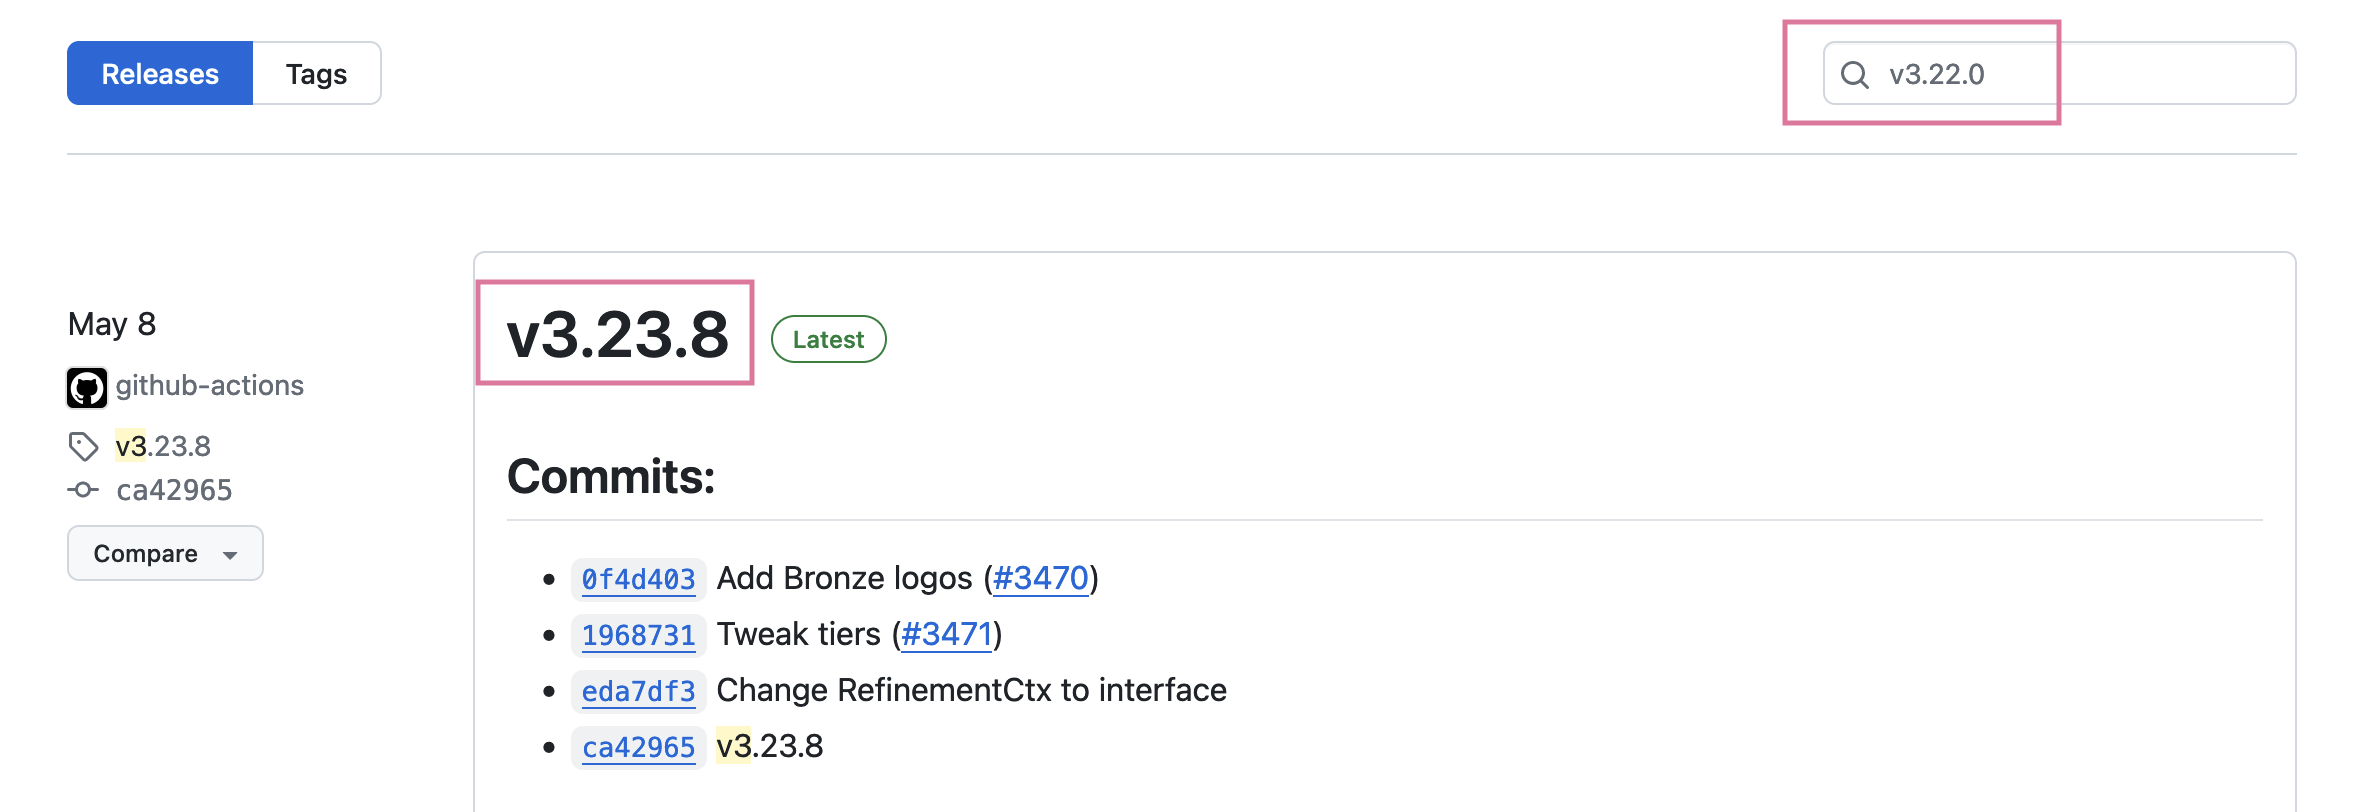 Releases Tags
v3.22.0
May 8
github-actions
v3.23.8
ca42965
Compare
v3.23.8 Latest
Commits:
0f4d403 Add Bronze logos (#3470)
1968731 Tweak tiers (#3471)
eda7df3 Change RefinementCtx to interface
ca42965 v3.23.8